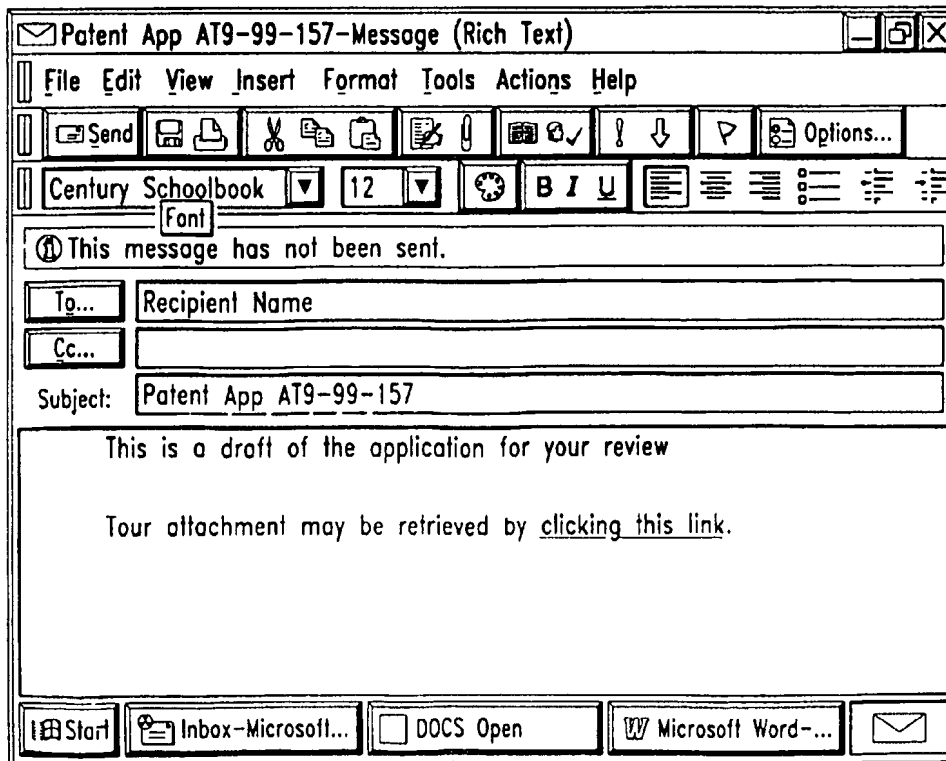 Patent App AT9-99-157-Message (Rich Text)
File Edit View Insert Format Tools Actions Help
Send Options...
Century Schoolbook 12 B I U
Font
This message has not been sent.
To... Recipient Name
Cc...
Subject: Patent App AT9-99-157
This is a draft of the application for your review
Tour attachment may be retrieved by clicking this link.
Start Inbox-Microsoft... DOCS Open W Microsoft Word-...